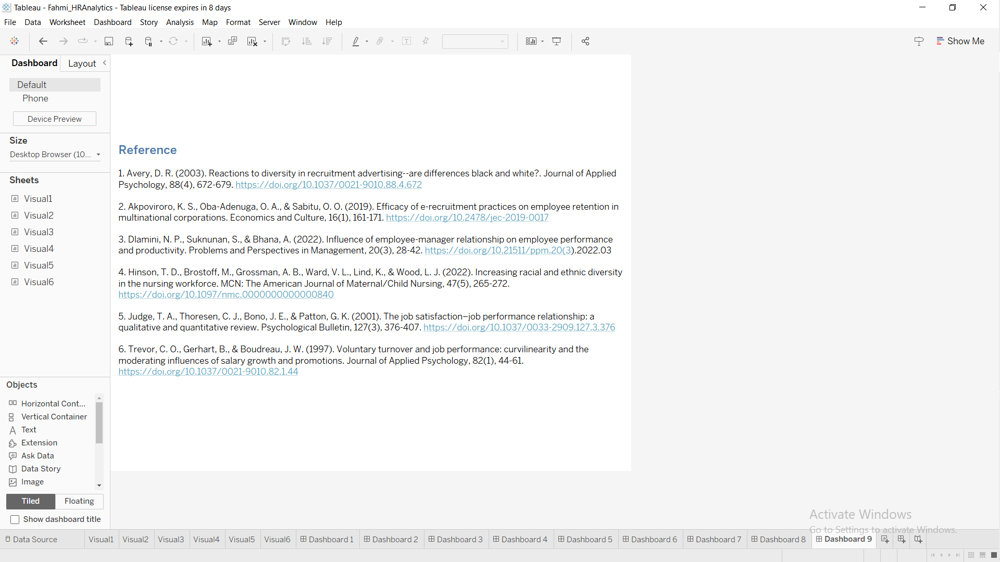 Tableau - Fahmi_HRAnalytics - Tableau license expires in 8 days
File Data Worksheet Dashboard Story Analysis Map Format Server Window Help
Show Me
Dashboard Layout
Default
Phone
Device Preview
Size
Desktop Browser (10...
Sheets
Visual1
Visual2
Visual3
Visual4
Visual5
Visual6
Objects
Horizontal Cont...
Vertical Container
Text
Extension
Ask Data
Data Story
Image
Tiled Floating
Show dashboard title
Reference
1. Avery, D. R. (2003). Reactions to diversity in recruitment advertising--are differences black and white?. Journal of Applied
Psychology, 88(4), 672-679. https://doi.org/10.1037/0021-9010.88.4.672
2. Akpoviroro, K. S., Oba-Adenuga, O. A., & Sabitu, O. O. (2019). Efficacy of e-recruitment practices on employee retention in
multinational corporations. Economics and Culture, 16(1), 161-171. https://doi.org/10.2478/jec-2019-0017
3. Dlamini, N. P., Suknunan, S., & Bhana, A. (2022). Influence of employee-manager relationship on employee performance
and productivity. Problems and Perspectives in Management, 20(3), 28-42. https://doi.org/10.21511/ppm.20(3).2022.03
4. Hinson, T. D., Brostoff, M., Grossman, A. B., Ward, V. L., Lind, K., & Wood, L. J. (2022). Increasing racial and ethnic diversity
in the nursing workforce. MCN: The American Journal of Maternal/Child Nursing, 47(5), 265-272.
https://doi.org/10.1097/nmc.0000000000000840
5. Judge, T. A., Thoresen, C. J., Bono, J. E., & Patton, G. K. (2001). The job satisfaction–job performance relationship: a
qualitative and quantitative review. Psychological Bulletin, 127(3), 376-407. https://doi.org/10.1037/0033-2909.127.3.376
6. Trevor, C. O., Gerhart, B., & Boudreau, J. W. (1997). Voluntary turnover and job performance: curvilinearity and the
moderating influences of salary growth and promotions. Journal of Applied Psychology, 82(1), 44-61.
https://doi.org/10.1037/0021-9010.82.1.44
Activate Windows
Go to Settings to activate Windows.
Data Source Visual1 Visual2 Visual3 Visual4 Visual5 Visual6 Dashboard 1 Dashboard 2 Dashboard 3 Dashboard 4 Dashboard 5 Dashboard 6 Dashboard 7 Dashboard 8 Dashboard 9